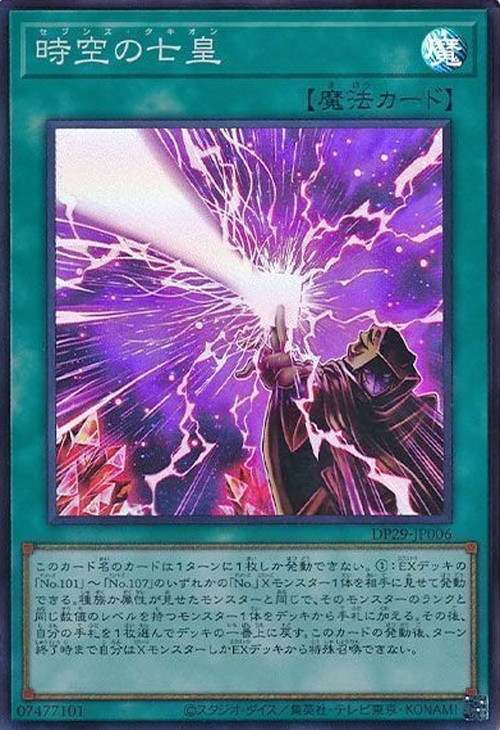 セブンス・タキオン
時空の七皇
魔
まほう
【魔法カード】
DP29-JP006
このカード名のカードは1ターンに1枚しか発動できない。①:EXデッキの
「No.101」～「No.107」のいずれかの「No.」Xモンスター1体を相手に見せて発動
できる。種族か属性が見せたモンスターと同じで、そのモンスターのランクと
同じ数値のレベルを持つモンスター1体をデッキから手札に加える。その後、
自分の手札を1枚選んでデッキの一番上に戻す。このカードの発動後、ターン
終了時まで自分はXモンスターしかEXデッキから特殊召喚できない。
07477101
©スタジオ・ダイス/集英社・テレビ東京・KONAMI